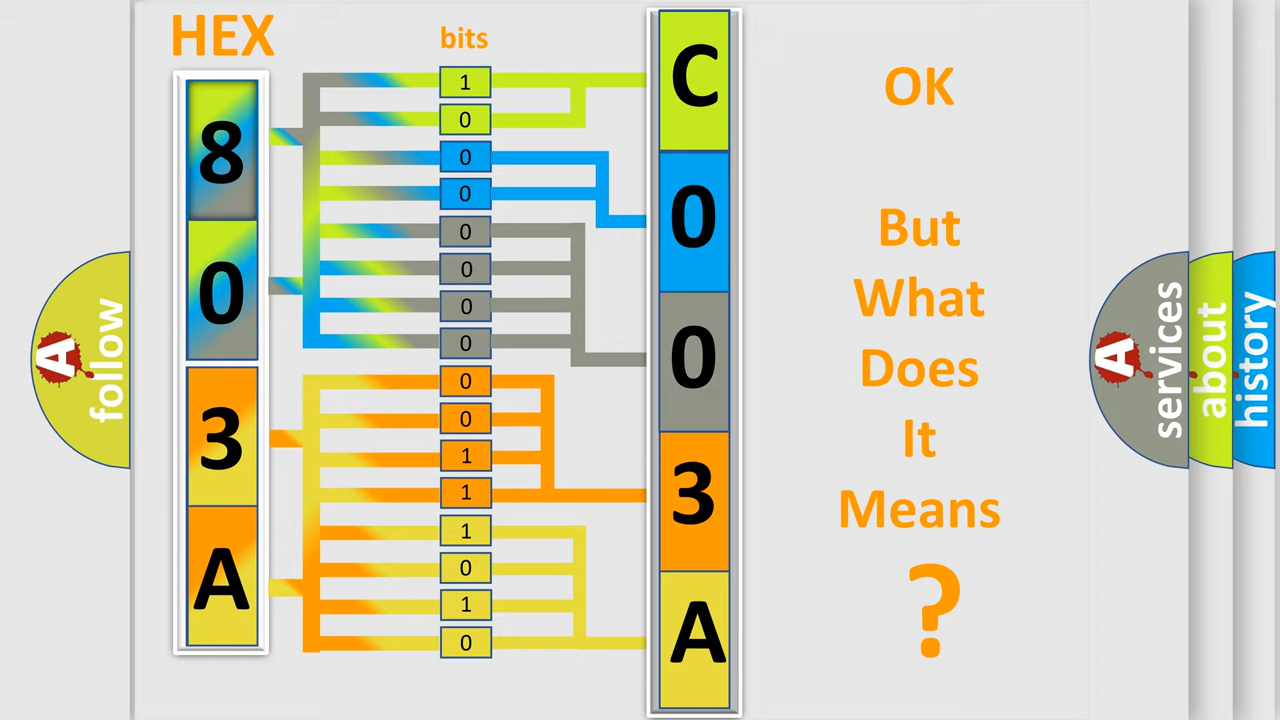 HEX
bits
8
0
3
A
1
0
0
0
0
0
0
0
0
0
1
1
1
0
1
0
C
0
0
3
A
OK
But
What
Does
It
Means
?
A
follow
A
services
about
history